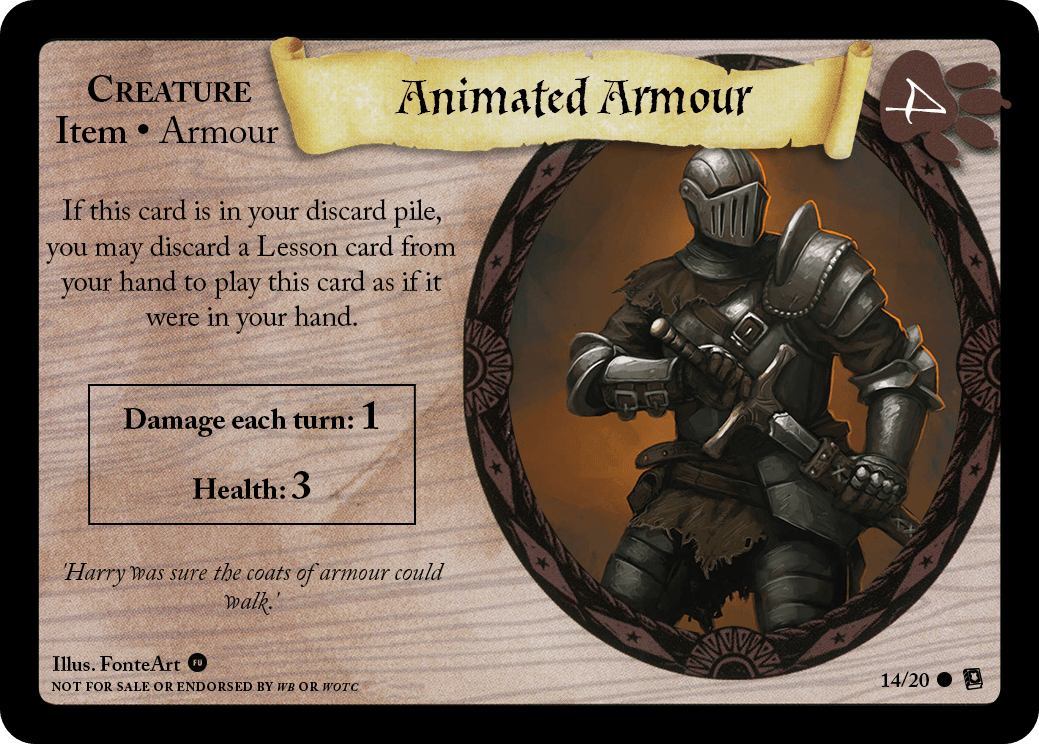 Animated Armour
4
CREATURE
Item • Armour
If this card is in your discard pile,
you may discard a Lesson card from
your hand to play this card as if it
were in your hand.
Damage each turn: 1
Health: 3
'Harry was sure the coats of armour could
walk.'
Illus. FonteArt FU
NOT FOR SALE OR ENDORSED BY WB OR WOTC
14/20